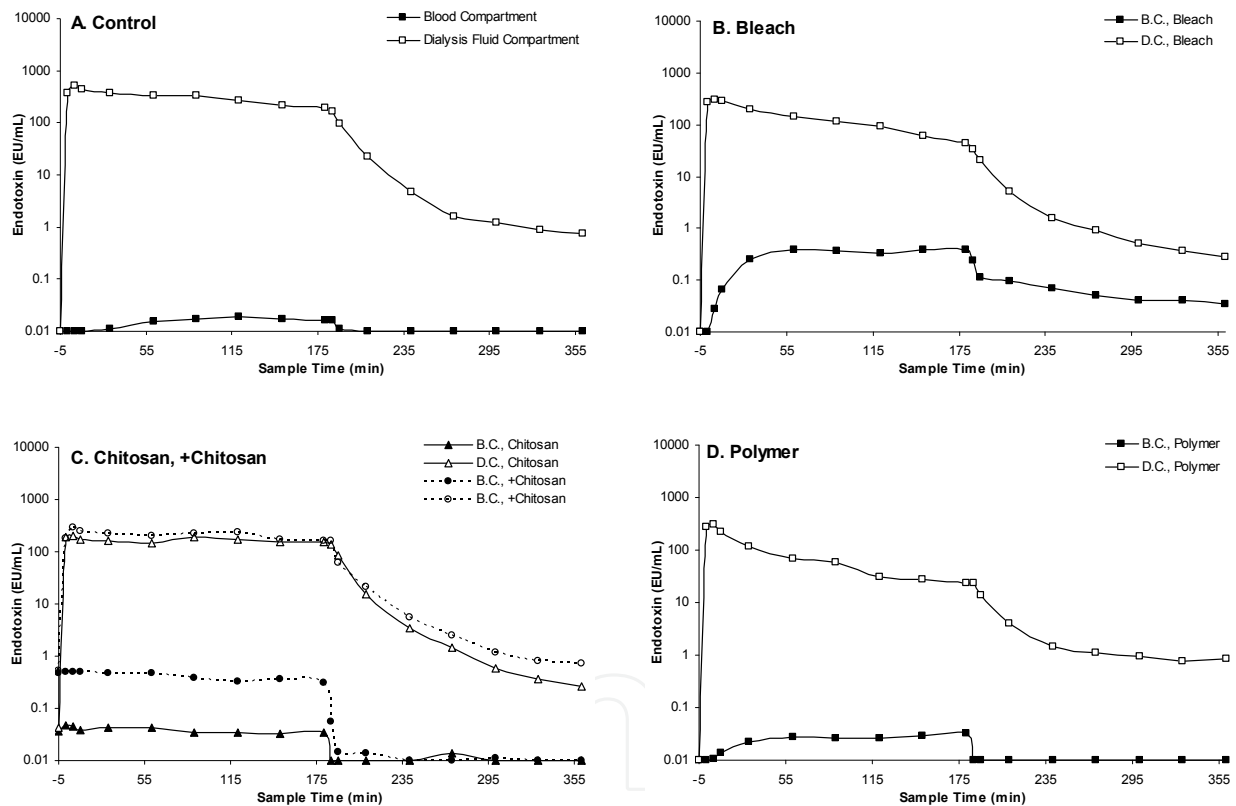 A. Control
Blood Compartment
Dialysis Fluid Compartment
Endotoxin (EU/mL)
10000
1000
100
10
1
0.1
0.01
-5 55 115 175 235 295 355
Sample Time (min)
B. Bleach
B.C., Bleach
D.C., Bleach
Endotoxin (EU/mL)
10000
1000
100
10
1
0.1
0.01
-5 55 115 175 235 295 355
Sample Time (min)
C. Chitosan, +Chitosan
B.C., Chitosan
D.C., Chitosan
B.C., +Chitosan
B.C., +Chitosan
Endotoxin (EU/mL)
10000
1000
100
10
1
0.1
0.01
-5 55 115 175 235 295 355
Sample Time (min)
D. Polymer
B.C., Polymer
D.C., Polymer
Endotoxin (EU/mL)
10000
1000
100
10
1
0.1
0.01
-5 55 115 175 235 295 355
Sample Time (min)